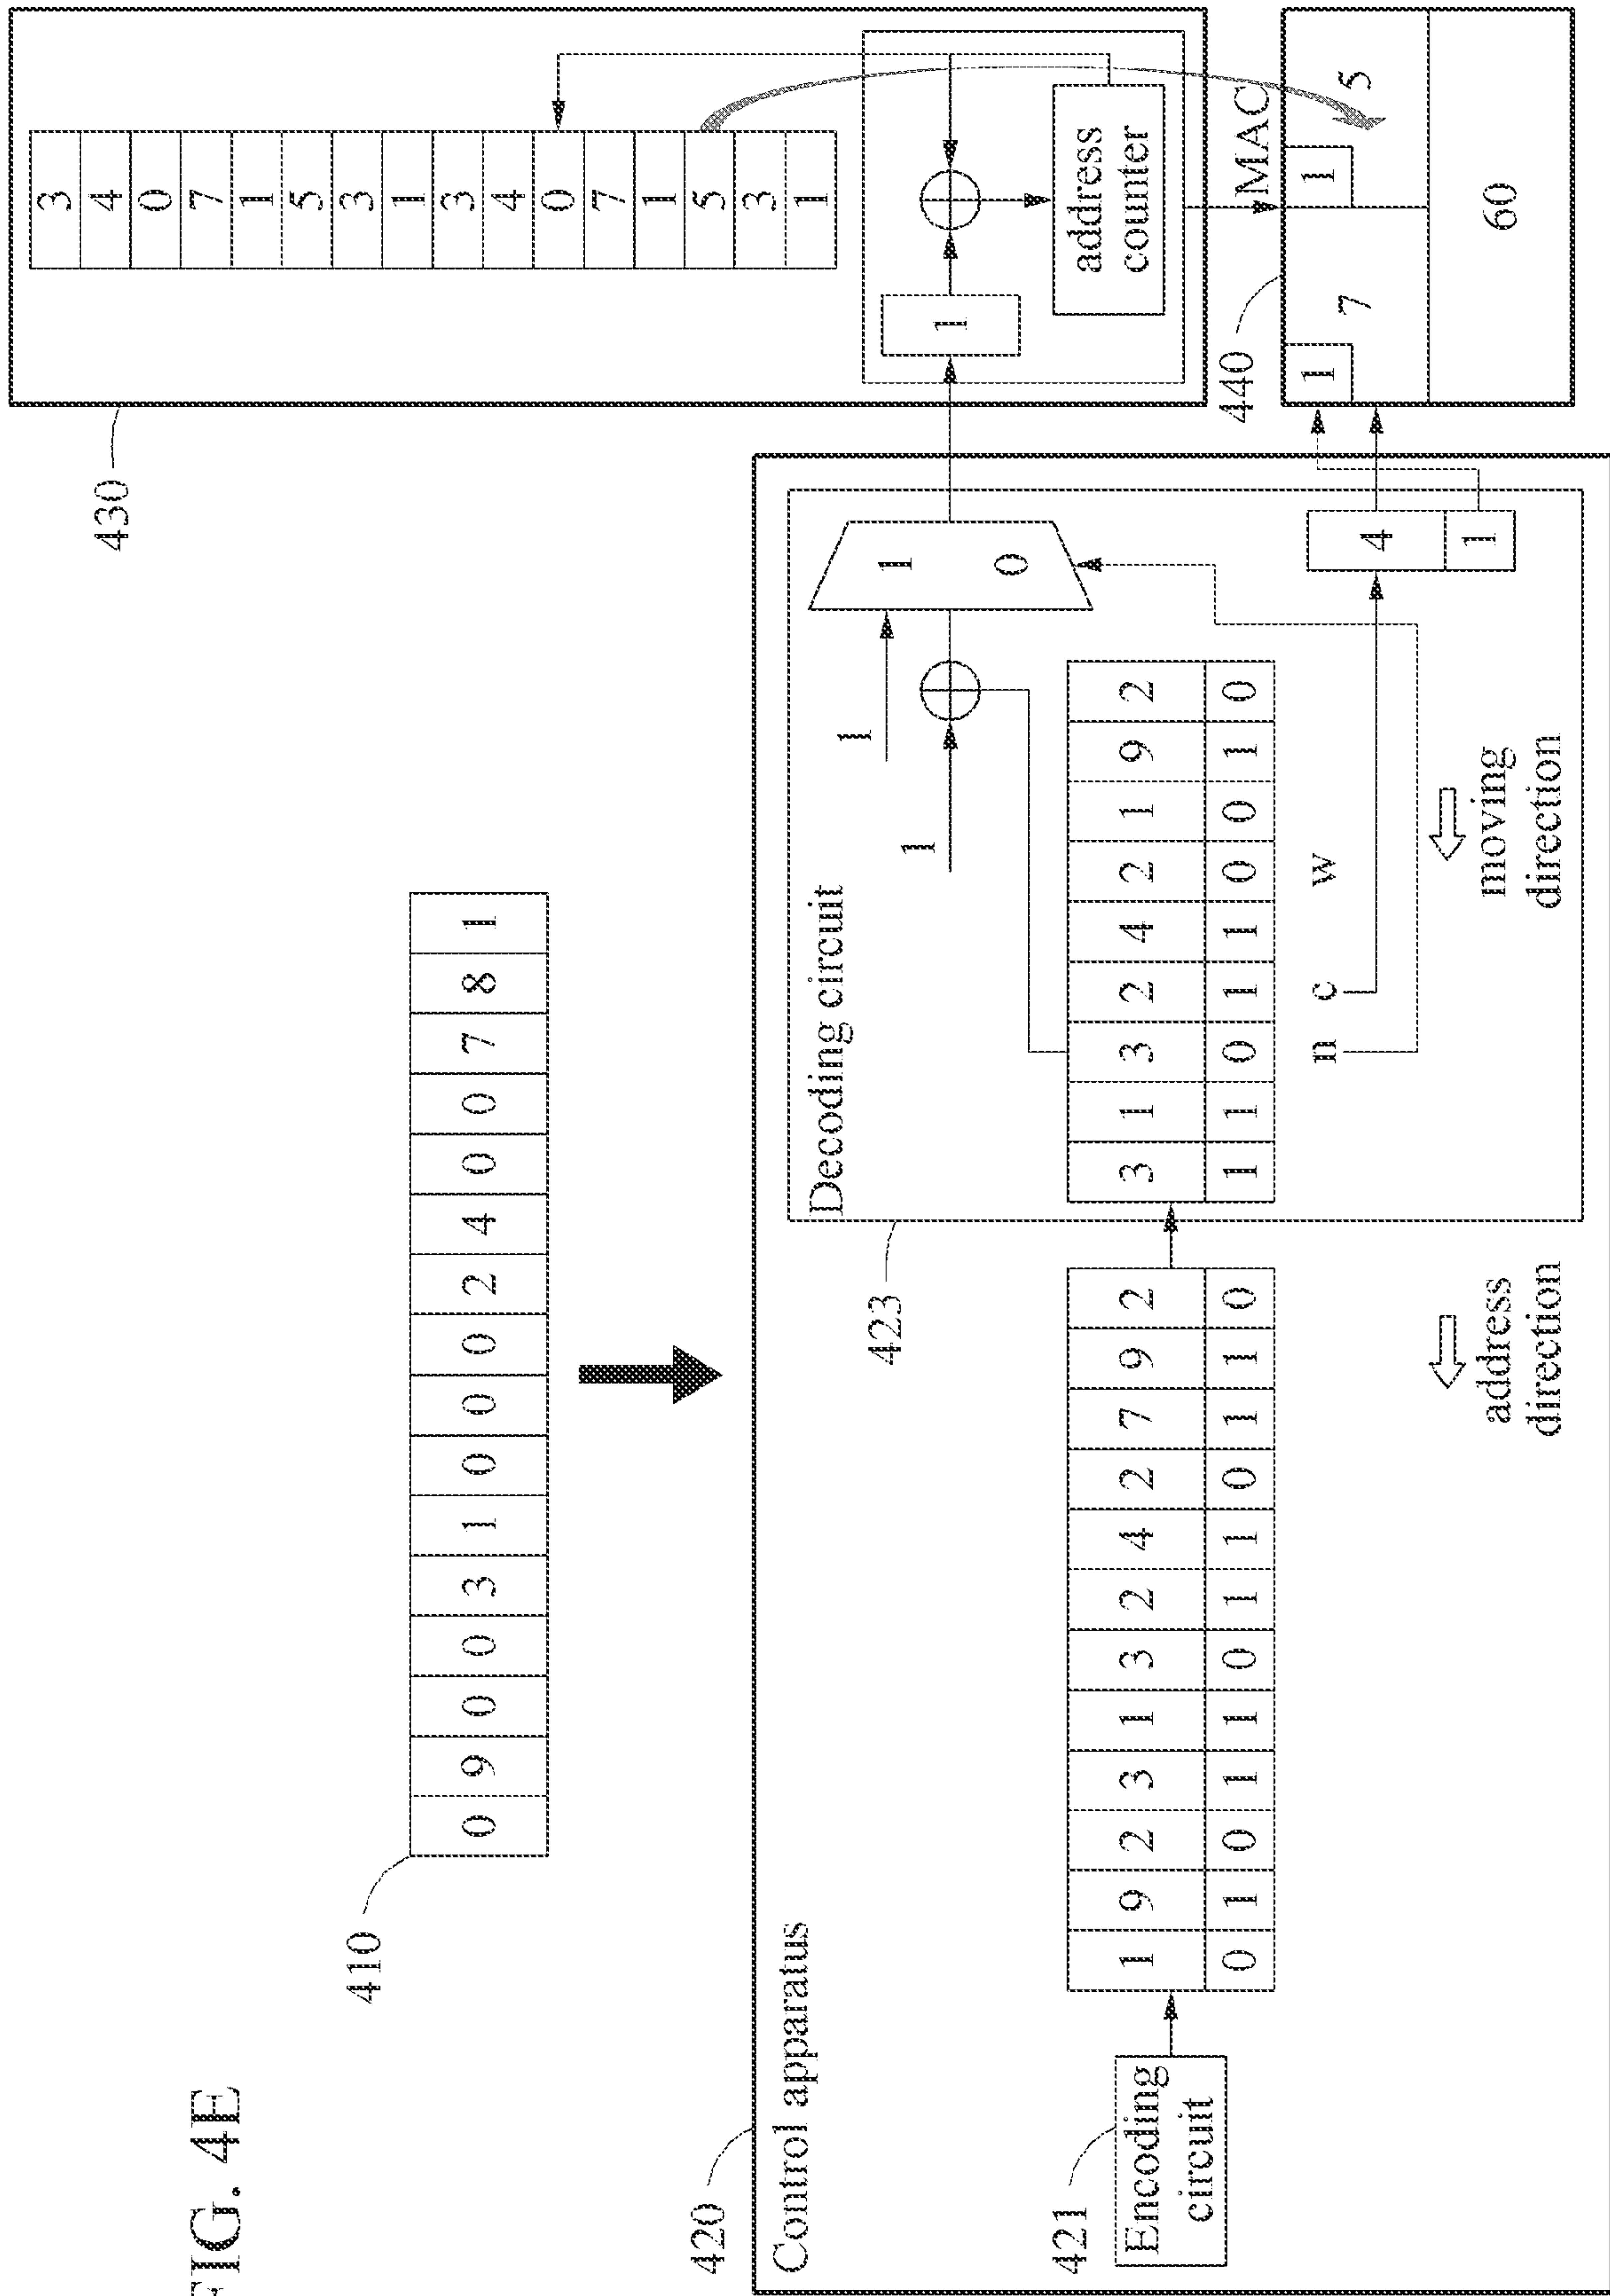 FIG. 4E
410
0 9 0 0 3 1 0 0 0 2 4 0 0 7 8 1
420
Control apparatus
421
Encoding
circuit
1 9 2 3 1 3 2 4 2 7 9 2
0 1 0 1 1 0 1 1 0 1 1 0
address
direction
423
Decoding circuit
1
1
1
0
3 1 3 2 4 2 1 9 2
1 1 0 1 1 0 0 1 0
n c w
4
1
moving
direction
430
3
4
0
7
1
5
3
1
3
4
0
7
1
5
3
1
1
address
counter
440
MAC
1 1
7 5
60